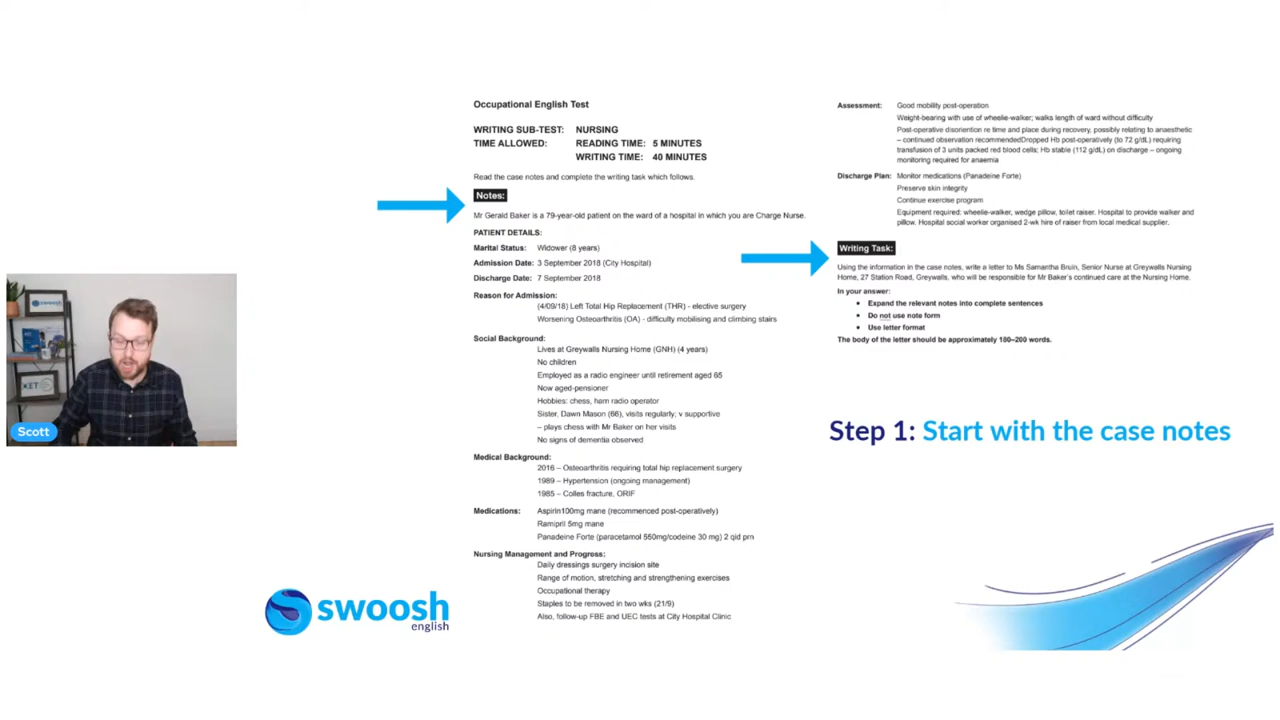 Occupational English Test
WRITING SUB-TEST: NURSING
TIME ALLOWED: READING TIME: 5 MINUTES
WRITING TIME: 40 MINUTES
Read the case notes and complete the writing task which follows.
Notes:
Mr Gerald Baker is a 79-year-old patient on the ward of a hospital in which you are Charge Nurse.
PATIENT DETAILS:
Marital Status: Widower (8 years)
Admission Date: 3 September 2018 (City Hospital)
Discharge Date: 7 September 2018
Reason for Admission:
(4/09/18) Left Total Hip Replacement (THR) - elective surgery
Worsening Osteoarthritis (OA) - difficulty mobilising and climbing stairs
Social Background:
Lives at Greywalls Nursing Home (GNH) (4 years)
No children
Employed as a radio engineer until retirement aged 65
Now aged-pensioner
Hobbies: chess, ham radio operator
Sister, Dawn Mason (66), visits regularly; v supportive
– plays chess with Mr Baker on her visits
No signs of dementia observed
Medical Background:
2016 – Osteoarthritis requiring total hip replacement surgery
1989 – Hypertension (ongoing management)
1985 – Colles fracture, ORIF
Medications: Aspirin100mg mane (recommenced post-operatively)
Ramipril 5mg mane
Panadeine Forte (paracetamol 550mg/codeine 30 mg) 2 qid prn
Nursing Management and Progress:
Daily dressings surgery incision site
Range of motion, stretching and strengthening exercises
Occupational therapy
Staples to be removed in two wks (21/9)
Also, follow-up FBE and UEC tests at City Hospital Clinic
Assessment: Good mobility post-operation
Weight-bearing with use of wheelie-walker; walks length of ward without difficulty
Post-operative disoriention re time and place during recovery, possibly relating to anaesthetic
– continued observation recommendedDropped Hb post-operatively (to 72 g/dL) requiring
transfusion of 3 units packed red blood cells; Hb stable (112 g/dL) on discharge – ongoing
monitoring required for anaemia
Discharge Plan: Monitor medications (Panadeine Forte)
Preserve skin integrity
Continue exercise program
Equipment required: wheelie-walker, wedge pillow, toilet raiser. Hospital to provide walker and
pillow. Hospital social worker organised 2-wk hire of raiser from local medical supplier.
Writing Task:
Using the information in the case notes, write a letter to Ms Samantha Bruin, Senior Nurse at Greywalls Nursing
Home, 27 Station Road, Greywalls, who will be responsible for Mr Baker's continued care at the Nursing Home.
In your answer:
• Expand the relevant notes into complete sentences
• Do not use note form
• Use letter format
The body of the letter should be approximately 180–200 words.
Step 1: Start with the case notes
Scott
swoosh
english